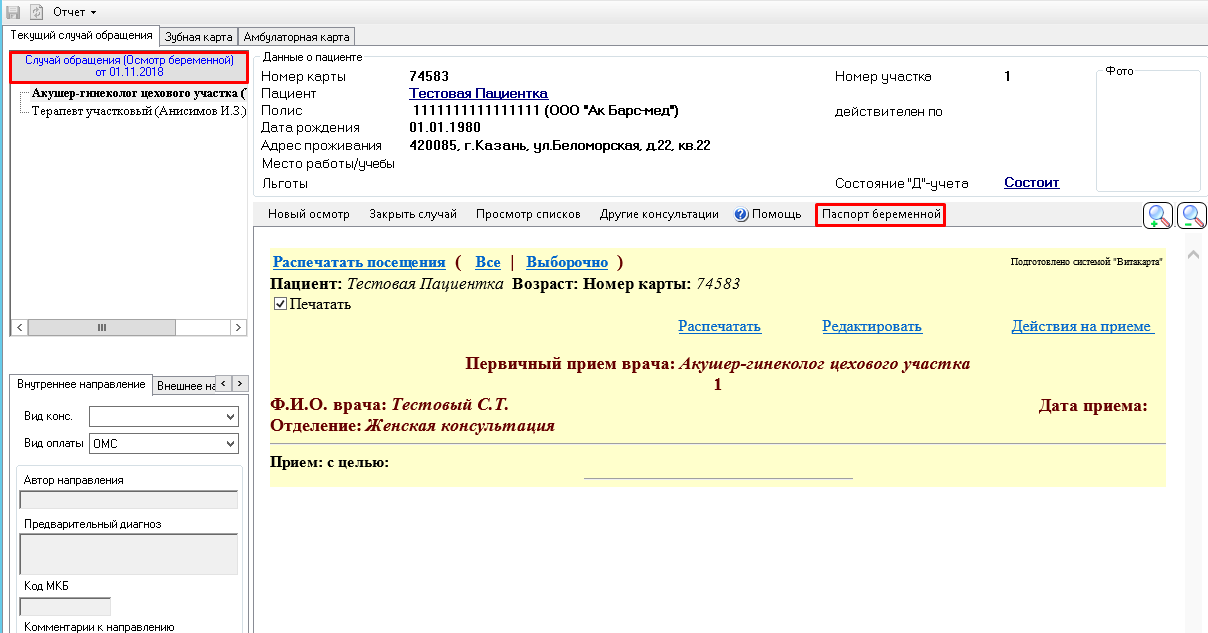 Отчет
Текущий случай обращения Зубная карта Амбулаторная карта
Случай обращения (Осмотр беременной)
от 01.11.2018
Акушер-гинеколог цехового участка (
Терапевт участковый (Анисимов И.З.)
Данные о пациенте
Номер карты 74583 Номер участка 1
Пациент Тестовая Пациентка
Полис 1111111111111111 (ООО "Ак Барс-мед") действителен по
Дата рождения 01.01.1980
Адрес проживания 420085, г.Казань, ул.Беломорская, д.22, кв.22
Место работы/учебы
Льготы Состояние "Д"-учета Состоит
Фото
Новый осмотр Закрыть случай Просмотр списков Другие консультации Помощь Паспорт беременной
Распечатать посещения ( Все | Выборочно ) Подготовлено системой "Витакарта"
Пациент: Тестовая Пациентка Возраст: Номер карты: 74583
Печатать
Распечатать Редактировать Действия на приеме
Первичный прием врача: Акушер-гинеколог цехового участка
1
Ф.И.О. врача: Тестовый С.Т. Дата приема:
Отделение: Женская консультация
Прием: с целью:
Внутреннее направление Внешнее на
Вид конс.
Вид оплаты ОМС
Автор направления
Предварительный диагноз
Код МКБ
Комментарии к направлению